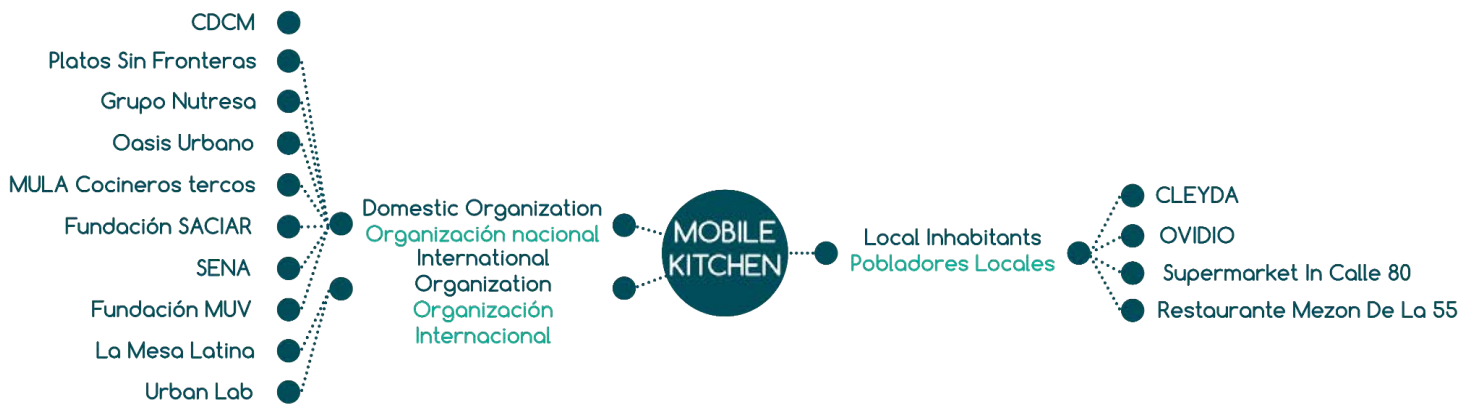 CDCM
Platos Sin Fronteras
Grupo Nutresa
Oasis Urbano
MULA Cocineros tercos
Fundación SACIAR
SENA
Fundación MUV
La Mesa Latina
Urban Lab
Domestic Organization
Organización nacional
International
Organization
Organización
Internacional
MOBILE
KITCHEN
Local Inhabitants
Pobladores Locales
CLEYDA
OVIDIO
Supermarket In Calle 80
Restaurante Mezon De La 55